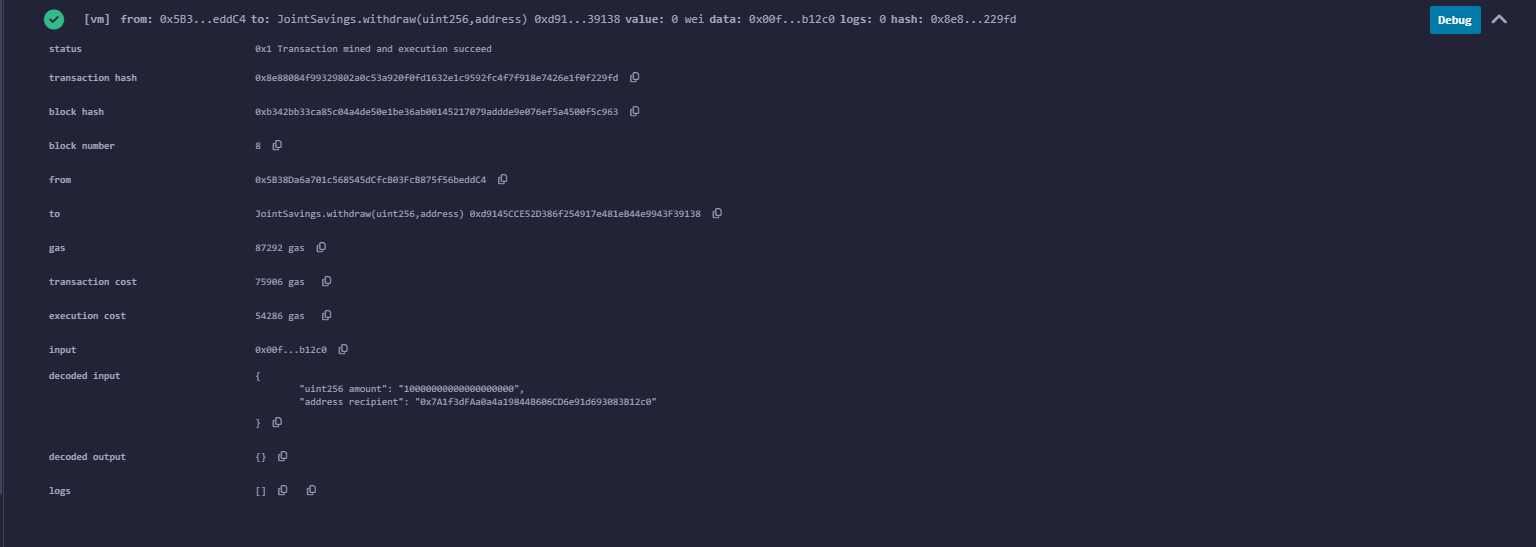 [vm] from: 0x5B3...eddC4 to: JointSavings.withdraw(uint256,address) 0xd91...39138 value: 0 wei data: 0x00f...b12c0 logs: 0 hash: 0x8e8...229fd Debug
status 0x1 Transaction mined and execution succeed
transaction hash 0x8e88084f99329802a0c53a920f0fd1632e1c9592fc4f7f918e7426e1f0f229fd
block hash 0xb342bb33ca85c04a4de50e1be36ab00145217079addde9e076ef5a4500f5c963
block number 8
from 0x5B38Da6a701c568545dCfcB03FcB875f56beddC4
to JointSavings.withdraw(uint256,address) 0xd9145CCE52D386f254917e481eB44e9943F39138
gas 87292 gas
transaction cost 75906 gas
execution cost 54286 gas
input 0x00f...b12c0
decoded input {
"uint256 amount": "10000000000000000000",
"address recipient": "0x7A1f3dFAa0a4a19844B606CD6e91d693083B12c0"
}
decoded output {}
logs []